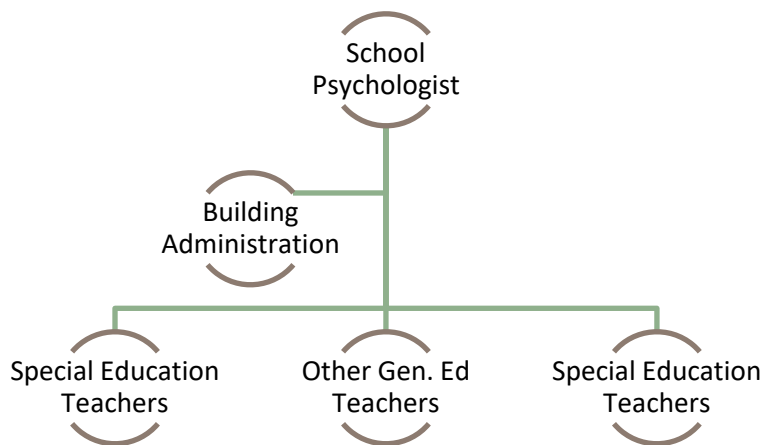 School
Psychologist
Building
Administration
Special Education
Teachers
Other Gen. Ed
Teachers
Special Education
Teachers